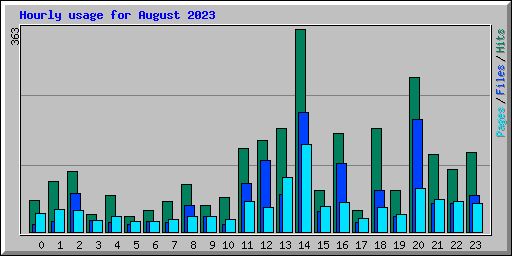 Hourly usage for August 2023
363
Pages/Files/Hits
0 1 2 3 4 5 6 7 8 9 10 11 12 13 14 15 16 17 18 19 20 21 22 23